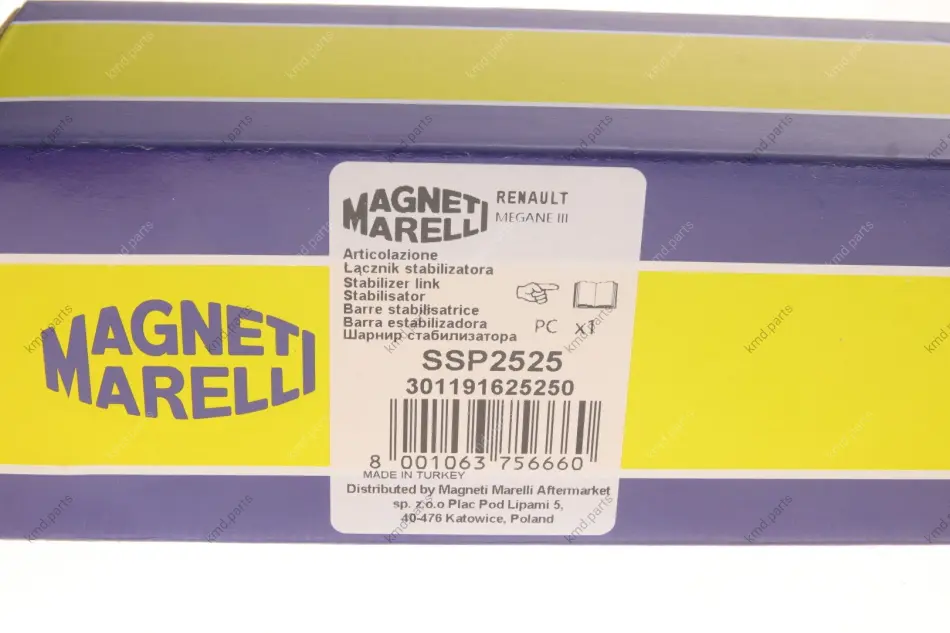 MAGNETI
MARELLI
MAGNETI
MARELLI
RENAULT
MEGANE III
Articolazione
Łącznik stabilizatora
Stabilizer link
Stabilisator
Barre stabilisatrice
Barra estabilizadora
Шарнир стабилизатора
PC x1
SSP2525
301191625250
8 001063 756660
MADE IN TURKEY
Distributed by Magneti Marelli Aftermarket
sp. z.o.o Plac Pod Lipami 5,
40-476 Katowice, Poland
kmd.parts